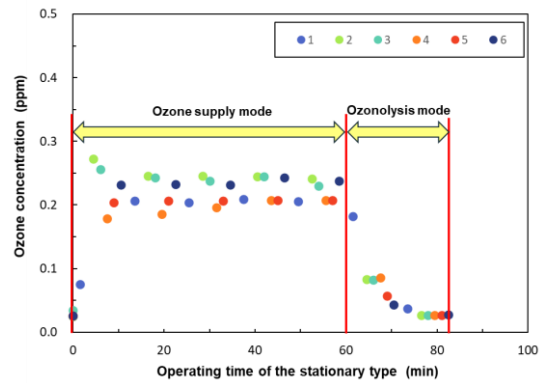 0.5
1 2 3 4 5 6
0.4
Ozone supply mode Ozonolysis mode
0.3
0.2
0.1
0.0
0 20 40 60 80 100
Ozone concentration (ppm)
Operating time of the stationary type (min)